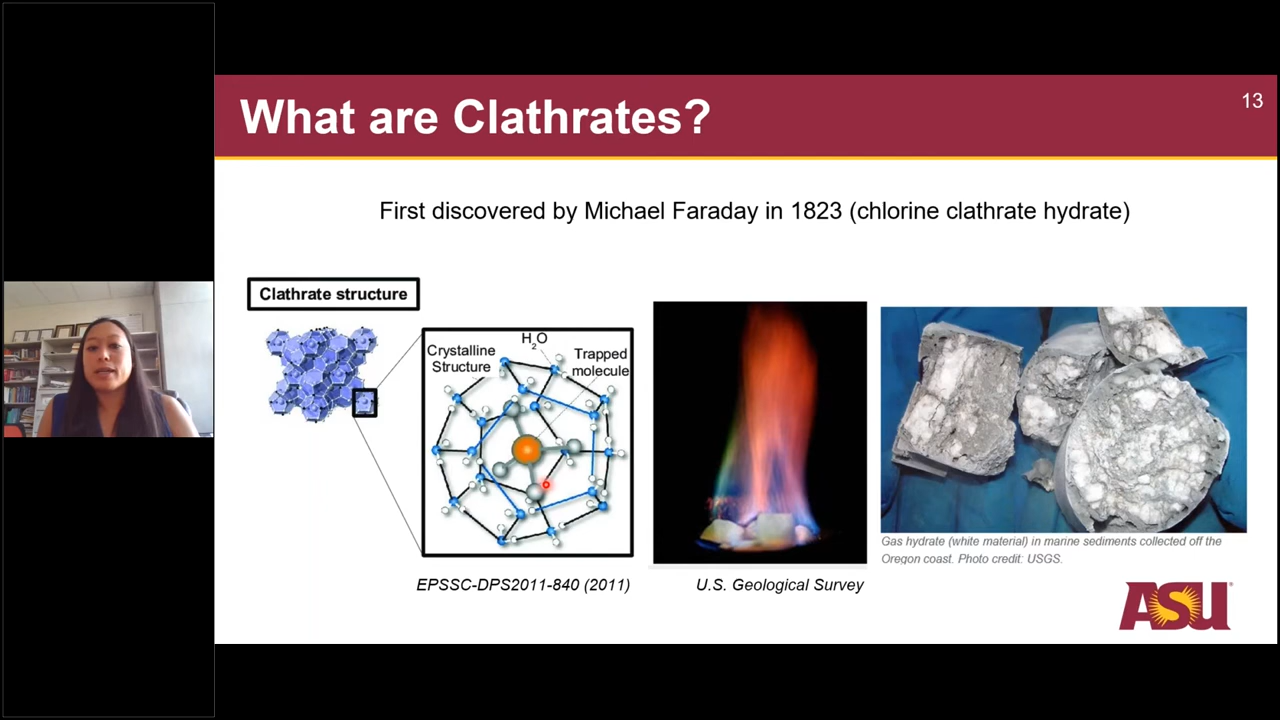 What are Clathrates?
13
First discovered by Michael Faraday in 1823 (chlorine clathrate hydrate)
Clathrate structure
Crystalline
Structure
H2O
Trapped
molecule
EPSSC-DPS2011-840 (2011)
U.S. Geological Survey
Gas hydrate (white material) in marine sediments collected off the
Oregon coast. Photo credit: USGS.
ASU